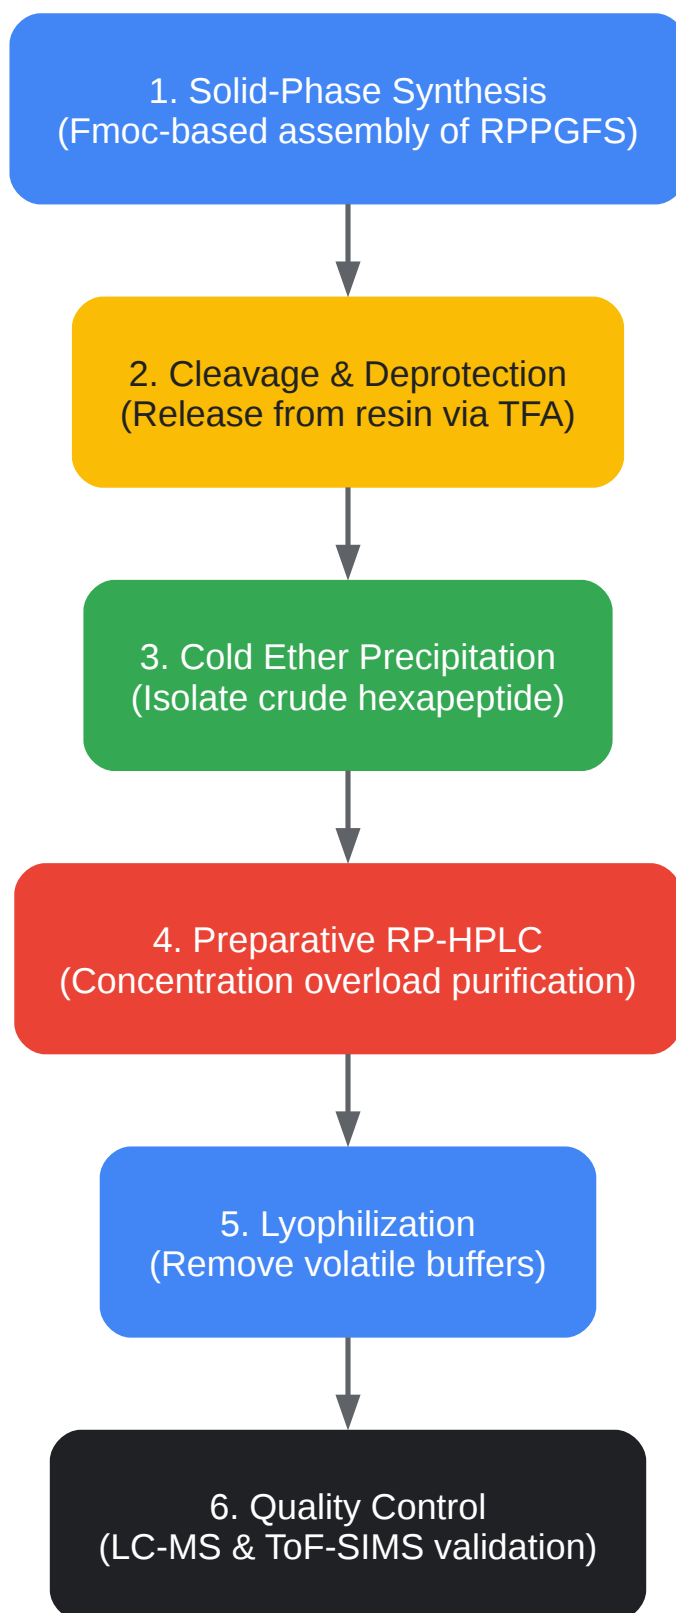 1. Solid-Phase Synthesis
(Fmoc-based assembly of RPPGFS)
2. Cleavage & Deprotection
(Release from resin via TFA)
3. Cold Ether Precipitation
(Isolate crude hexapeptide)
4. Preparative RP-HPLC
(Concentration overload purification)
5. Lyophilization
(Remove volatile buffers)
6. Quality Control
(LC-MS & ToF-SIMS validation)